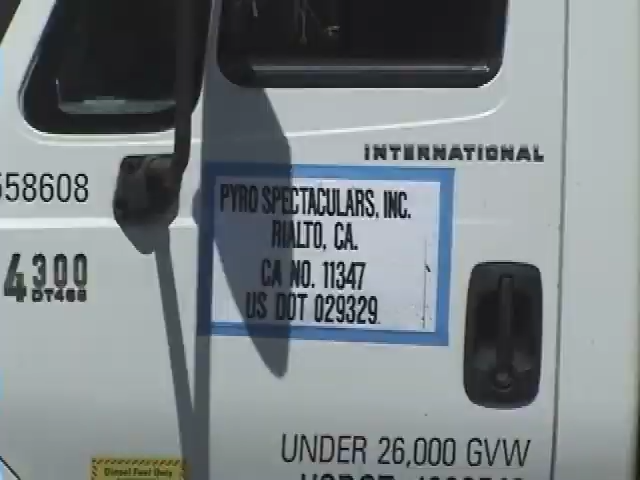 INTERNATIONAL
558608
PYRO SPECTACULARS, INC.
RIALTO, CA.
CA NO. 11347
US DOT 029329
4300
DT466
UNDER 26,000 GVW
Diesel Fuel Only